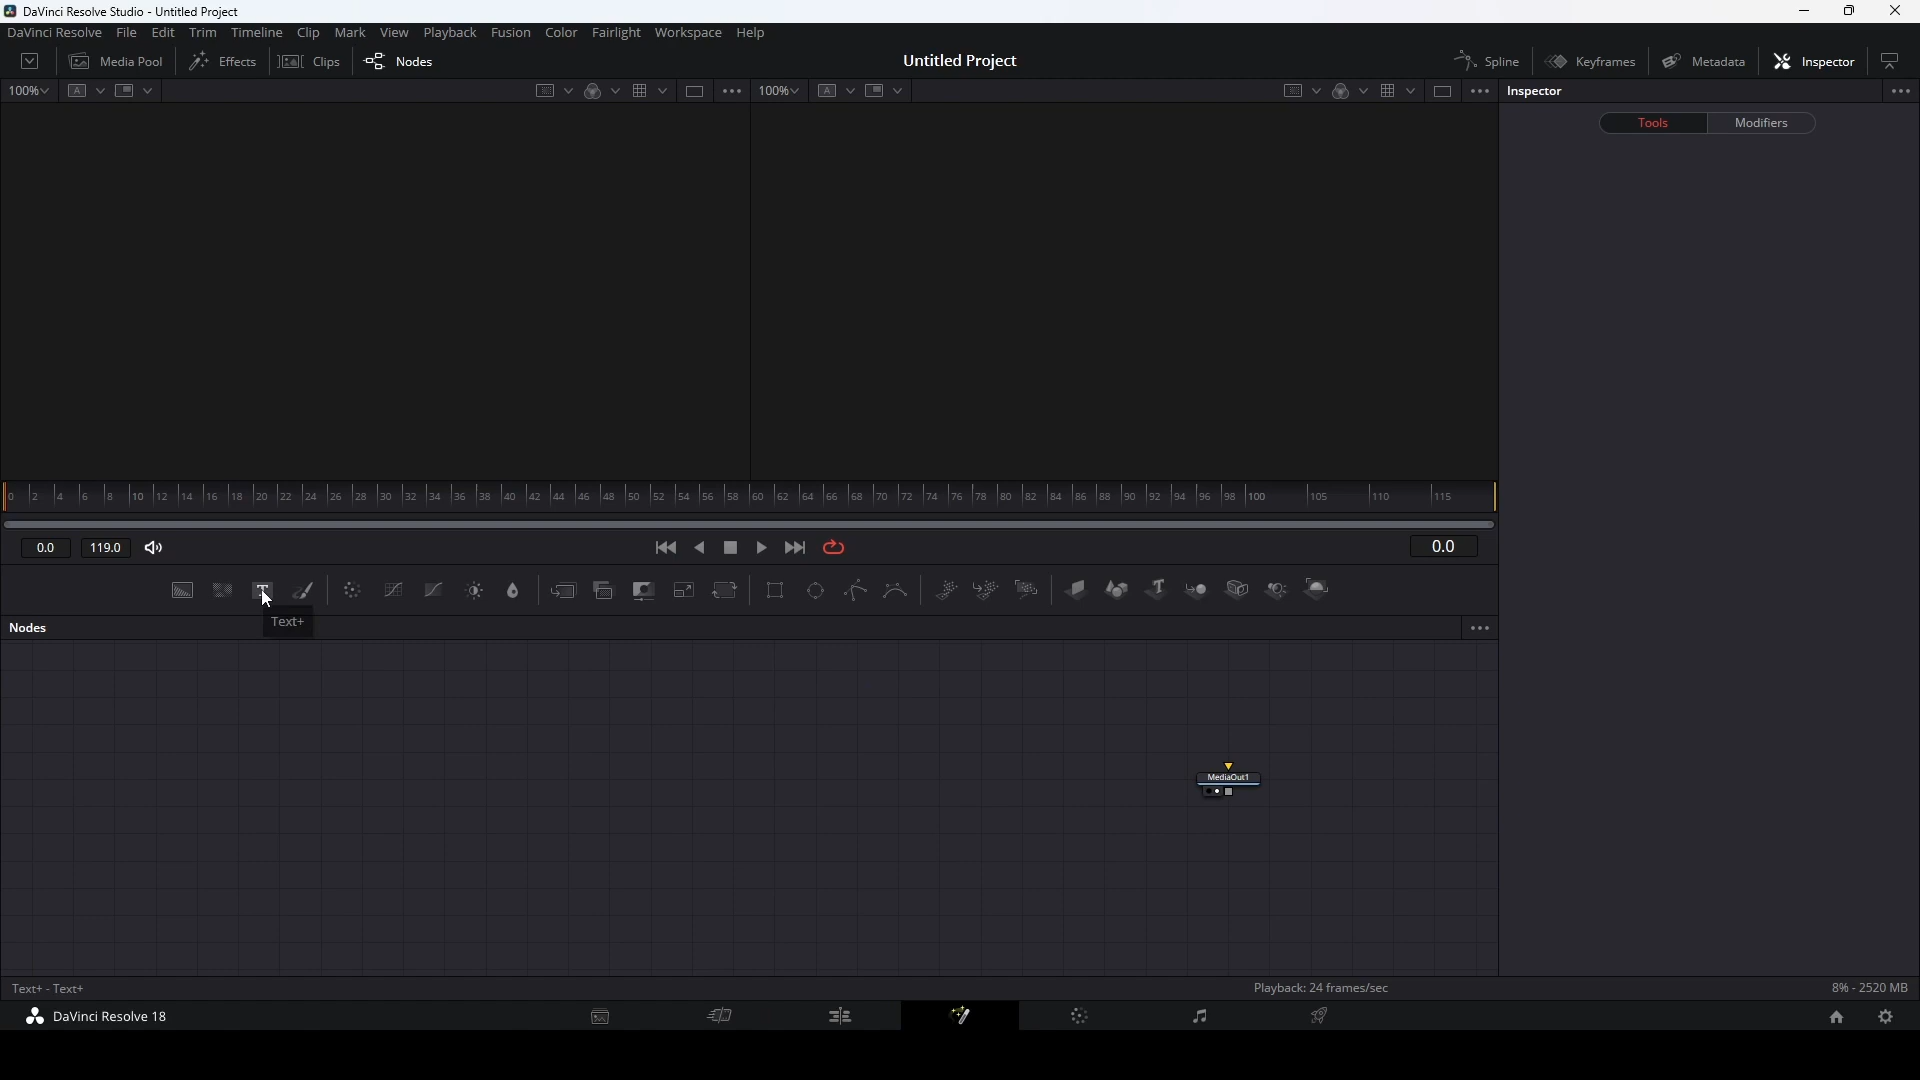 DaVinci Resolve Studio - Untitled Project
DaVinci Resolve File Edit Trim Timeline Clip Mark View Playback Fusion Color Fairlight Workspace Help
Media Pool Effects Clips Nodes Untitled Project Spline Keyframes Metadata Inspector
100% A 100% A Inspector
Tools Modifiers
0 2 4 6 8 10 12 14 16 18 20 22 24 26 28 30 32 34 36 38 40 42 44 46 48 50 52 54 56 58 60 62 64 66 68 70 72 74 76 78 80 82 84 86 88 90 92 94 96 98 100 105 110 115
0.0 119.0 0.0
Text+
Nodes
MediaOut1
Text+ - Text+ Playback: 24 frames/sec 8% - 2520 MB
DaVinci Resolve 18